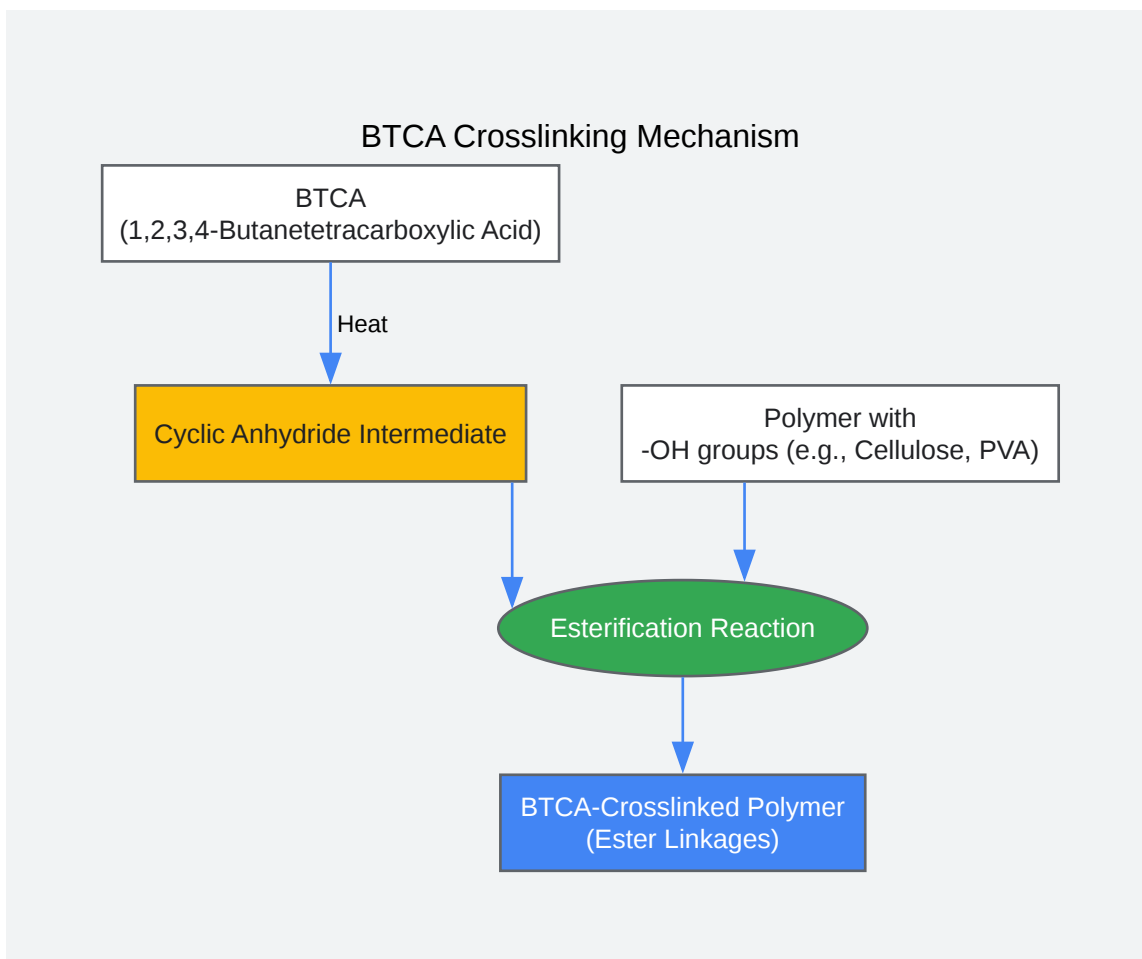 BTCA Crosslinking Mechanism
BTCA
(1,2,3,4-Butanetetracarboxylic Acid)
Heat
Cyclic Anhydride Intermediate
Polymer with
-OH groups (e.g., Cellulose, PVA)
Esterification Reaction
BTCA-Crosslinked Polymer
(Ester Linkages)